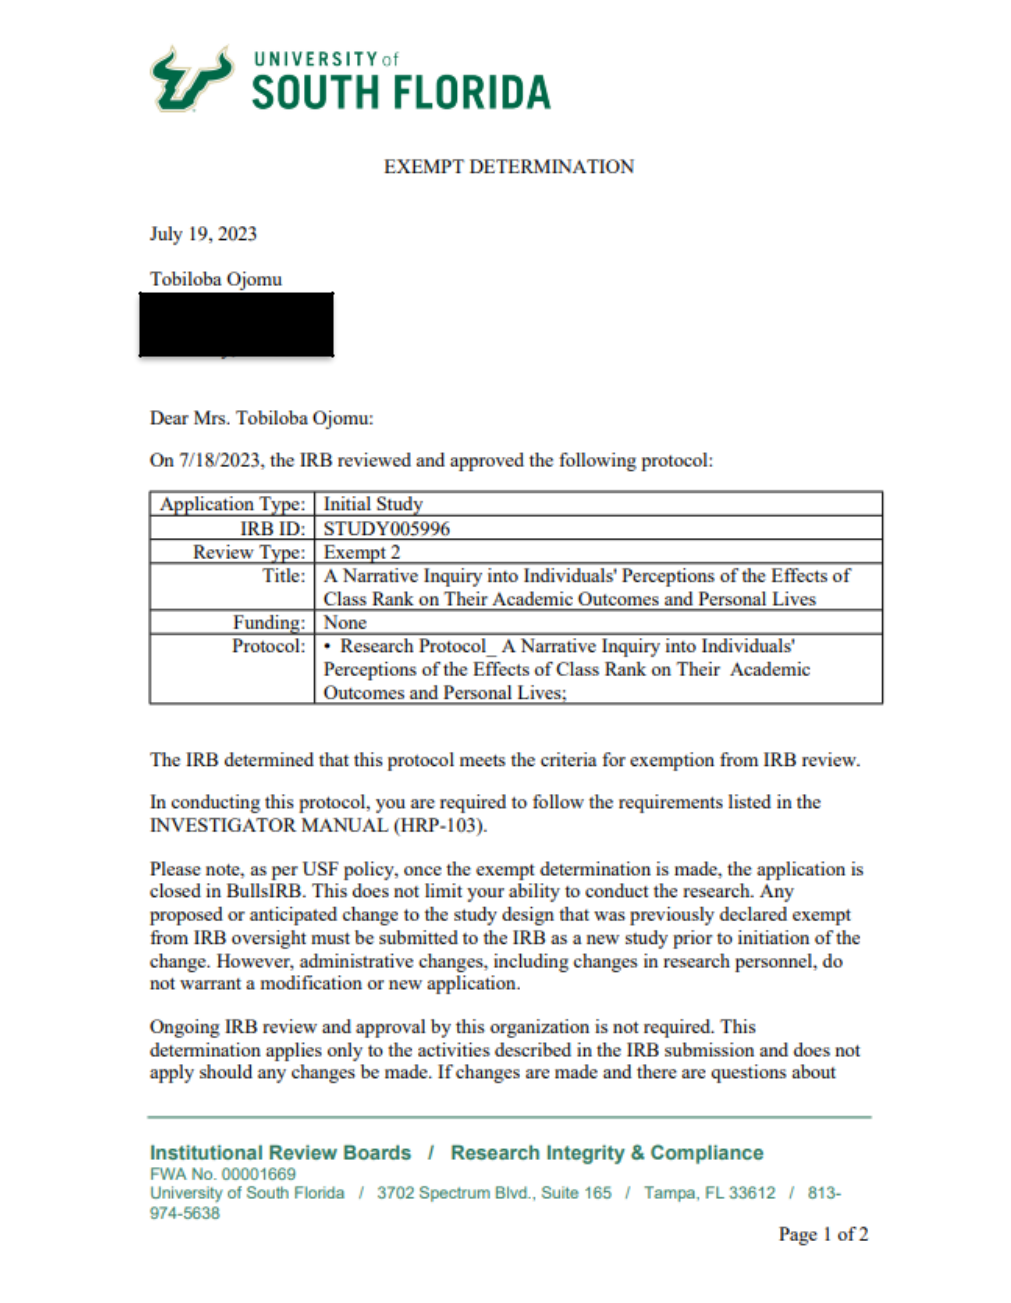 UNIVERSITY of
SOUTH FLORIDA
EXEMPT DETERMINATION
July 19, 2023
Tobiloba Ojomu
Dear Mrs. Tobiloba Ojomu:
On 7/18/2023, the IRB reviewed and approved the following protocol:
Application Type: Initial Study
IRB ID: STUDY005996
Review Type: Exempt 2
Title: A Narrative Inquiry into Individuals' Perceptions of the Effects of
Class Rank on Their Academic Outcomes and Personal Lives
Funding: None
Protocol: • Research Protocol_ A Narrative Inquiry into Individuals'
Perceptions of the Effects of Class Rank on Their Academic
Outcomes and Personal Lives;
The IRB determined that this protocol meets the criteria for exemption from IRB review.
In conducting this protocol, you are required to follow the requirements listed in the
INVESTIGATOR MANUAL (HRP-103).
Please note, as per USF policy, once the exempt determination is made, the application is
closed in BullsIRB. This does not limit your ability to conduct the research. Any
proposed or anticipated change to the study design that was previously declared exempt
from IRB oversight must be submitted to the IRB as a new study prior to initiation of the
change. However, administrative changes, including changes in research personnel, do
not warrant a modification or new application.
Ongoing IRB review and approval by this organization is not required. This
determination applies only to the activities described in the IRB submission and does not
apply should any changes be made. If changes are made and there are questions about
Institutional Review Boards / Research Integrity & Compliance
FWA No. 00001669
University of South Florida / 3702 Spectrum Blvd., Suite 165 / Tampa, FL 33612 / 813-
974-5638
Page 1 of 2